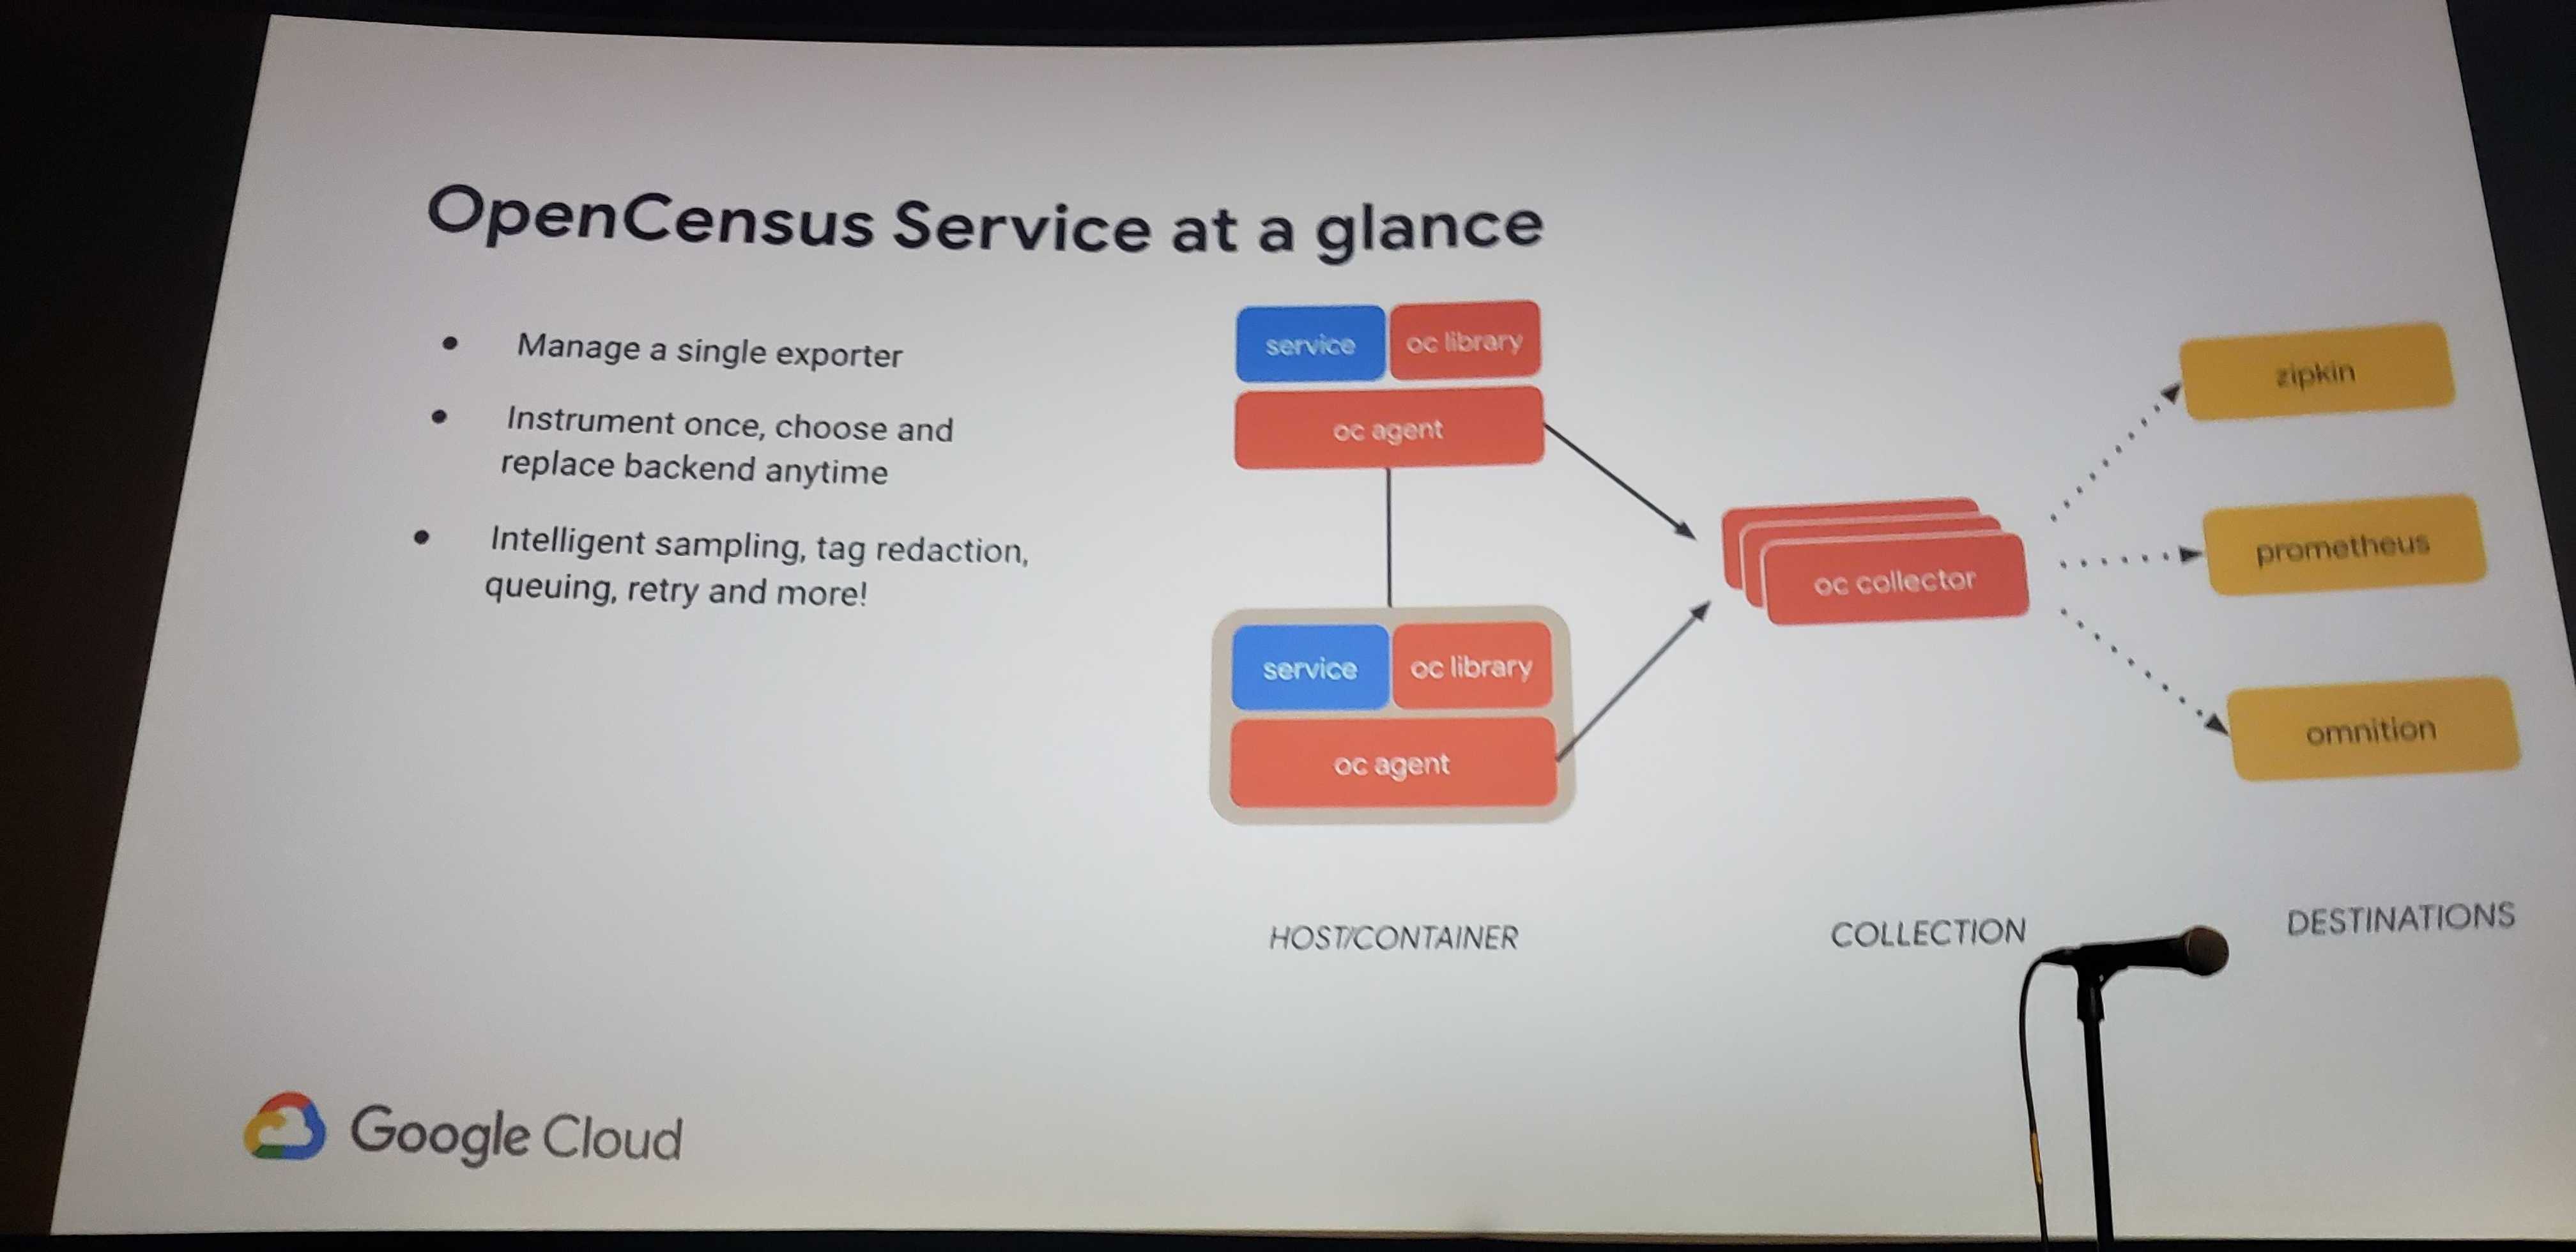 OpenCensus Service at a glance
Manage a single exporter
Instrument once, choose and
replace backend anytime
Intelligent sampling, tag redaction,
queuing, retry and more!
service
oc library
oc agent
service
oc library
oc agent
oc collector
zipkin
prometheus
omnition
HOST/CONTAINER
COLLECTION
DESTINATIONS
Google Cloud